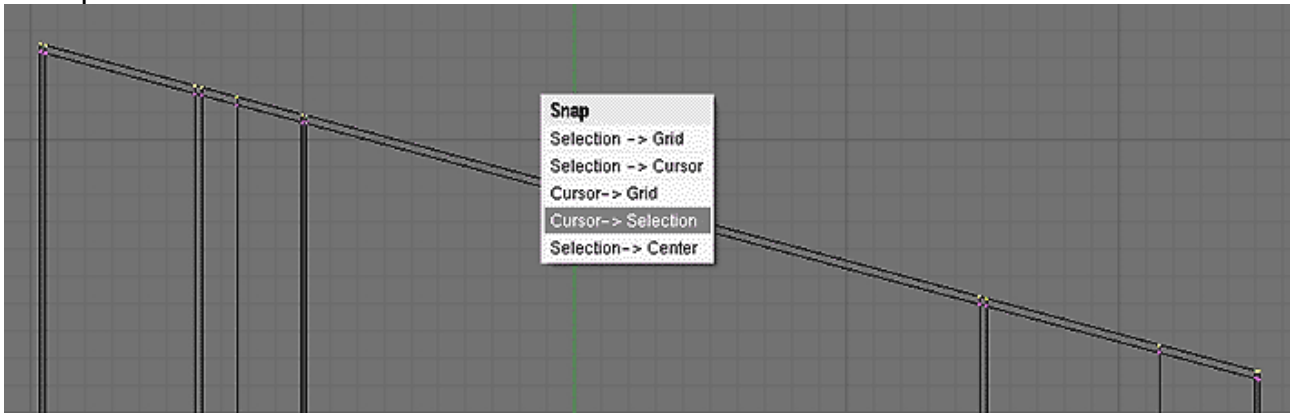 Snap
Selection -> Grid
Selection -> Cursor
Cursor-> Grid
Cursor-> Selection
Selection-> Center